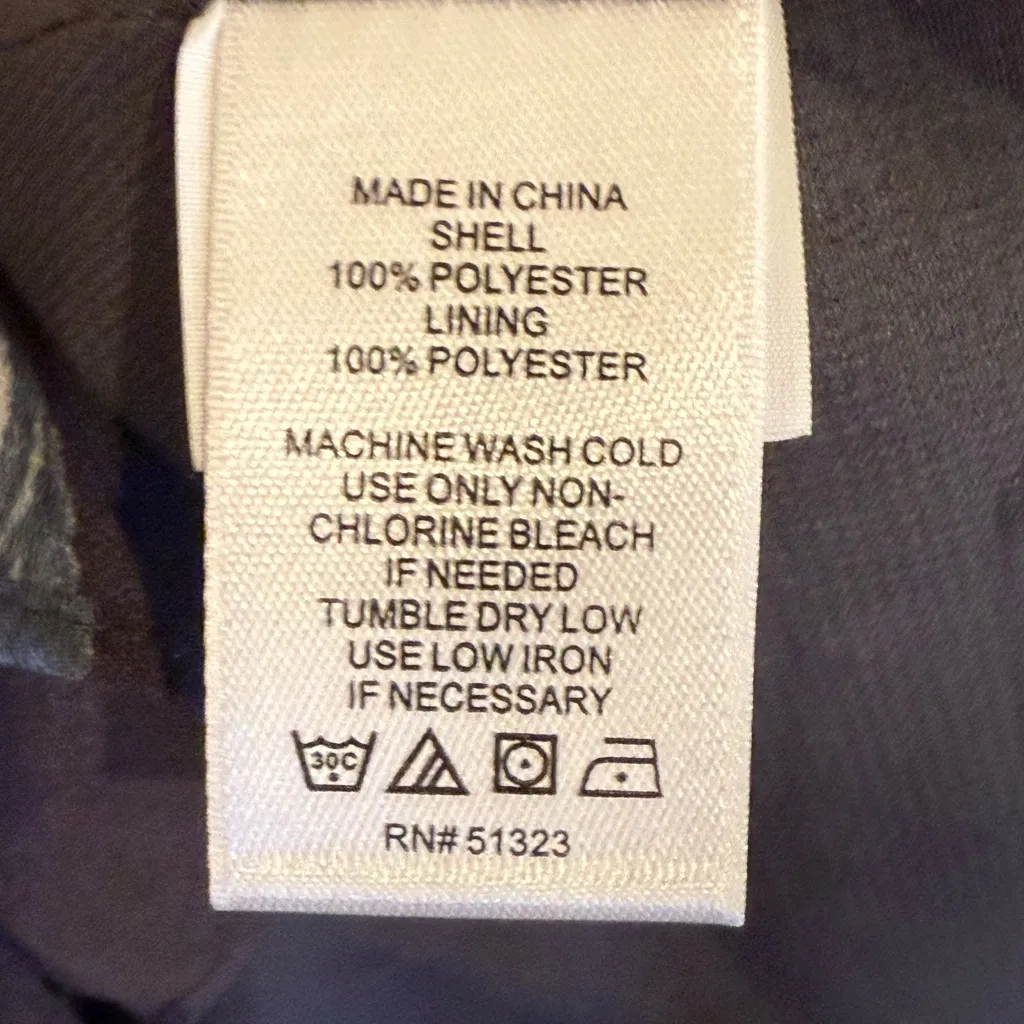 MADE IN CHINA
SHELL
100% POLYESTER
LINING
100% POLYESTER
MACHINE WASH COLD
USE ONLY NON-
CHLORINE BLEACH
IF NEEDED
TUMBLE DRY LOW
USE LOW IRON
IF NECESSARY
30C
RN# 51323